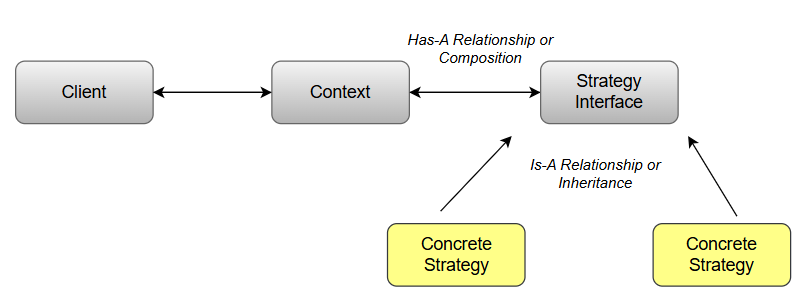 Has-A Relationship or
Composition
Client
Context
Strategy
Interface
Is-A Relationship or
Inheritance
Concrete
Strategy
Concrete
Strategy